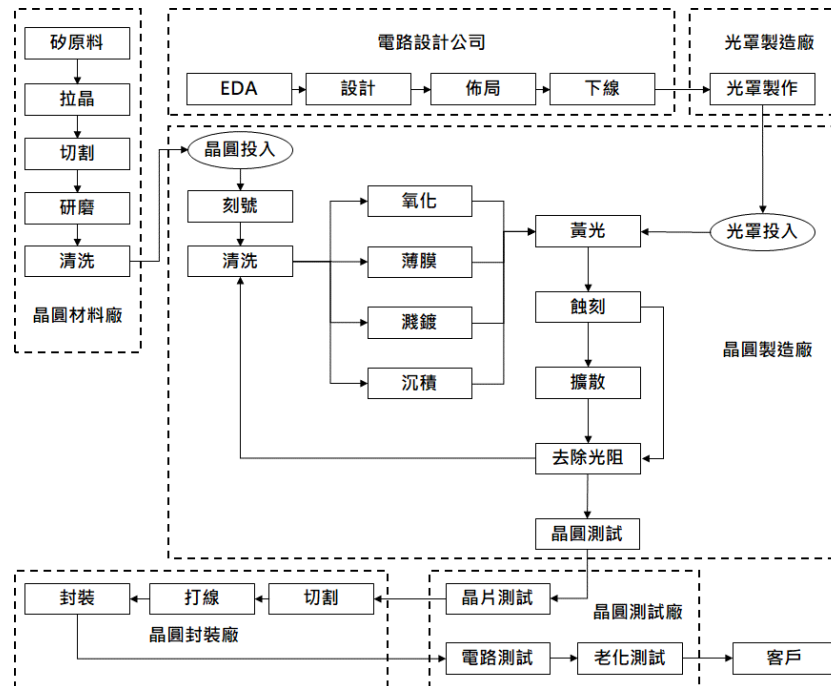 矽原料
拉晶
切割
研磨
清洗
晶圓材料廠
電路設計公司
EDA
設計
佈局
下線
光罩製造廠
光罩製作
晶圓投入
刻號
清洗
氧化
薄膜
濺鍍
沉積
黃光
光罩投入
蝕刻
擴散
去除光阻
晶圓測試
晶圓製造廠
封裝
打線
切割
晶圓封裝廠
晶片測試
晶圓測試廠
電路測試
老化測試
客戶